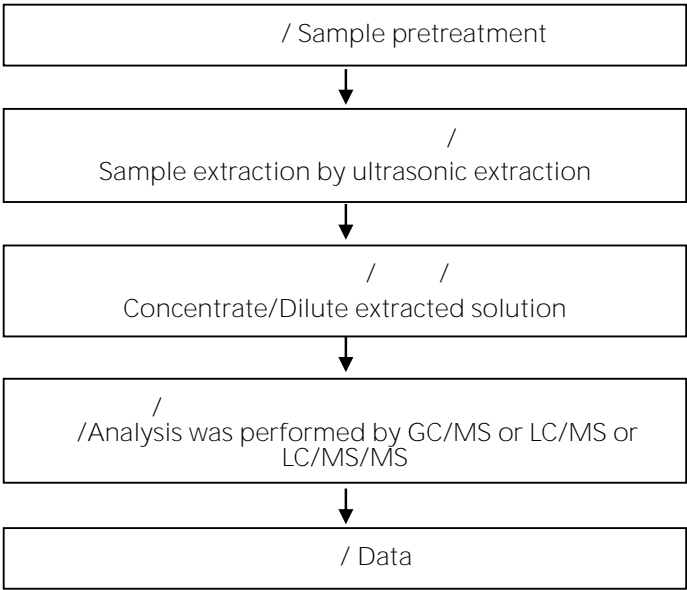 / Sample pretreatment
/
Sample extraction by ultrasonic extraction
/ /
Concentrate/Dilute extracted solution
/
/Analysis was performed by GC/MS or LC/MS or
LC/MS/MS
/ Data